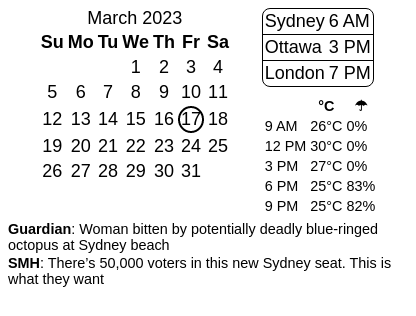 March 2023
Su Mo Tu We Th Fr Sa
1 2 3 4
5 6 7 8 9 10 11
12 13 14 15 16 17 18
19 20 21 22 23 24 25
26 27 28 29 30 31
Sydney 6 AM
Ottawa 3 PM
London 7 PM
°C ☂
9 AM 26°C 0%
12 PM 30°C 0%
3 PM 27°C 0%
6 PM 25°C 83%
9 PM 25°C 82%
Guardian: Woman bitten by potentially deadly blue-ringed
octopus at Sydney beach
SMH: There’s 50,000 voters in this new Sydney seat. This is
what they want